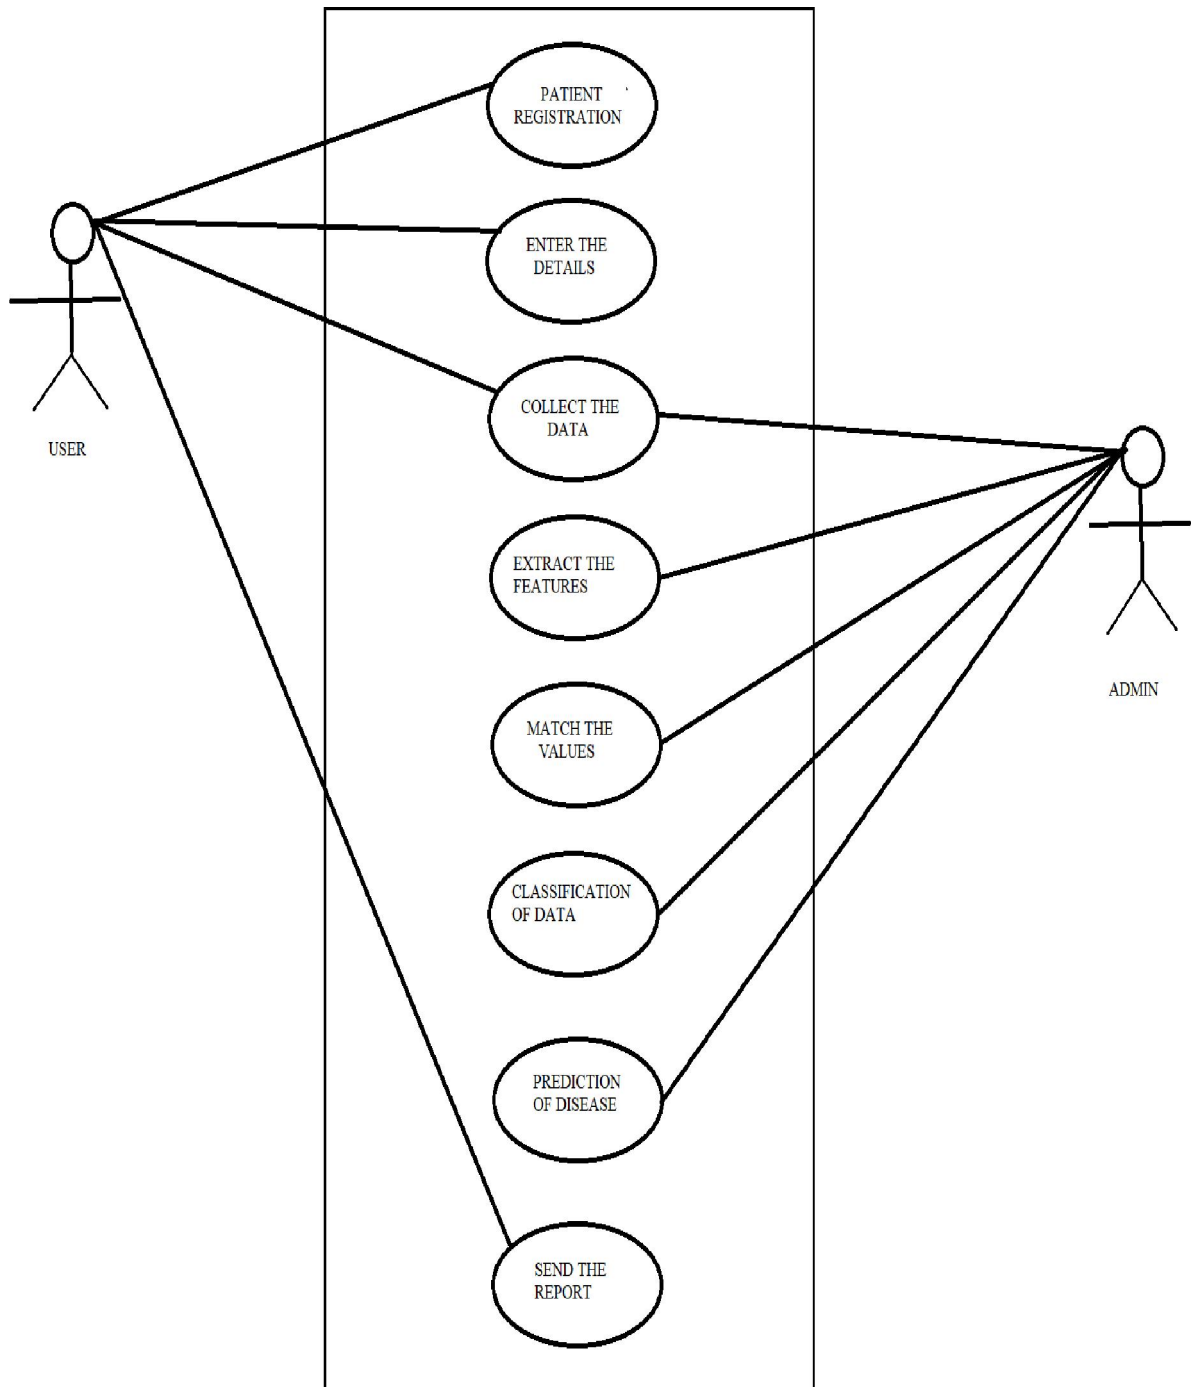 PATIENT
REGISTRATION
ENTER THE
DETAILS
USER
COLLECT THE
DATA
EXTRACT THE
FEATURES
ADMIN
MATCH THE
VALUES
CLASSIFICATION
OF DATA
PREDICTION
OF DISEASE
SEND THE
REPORT